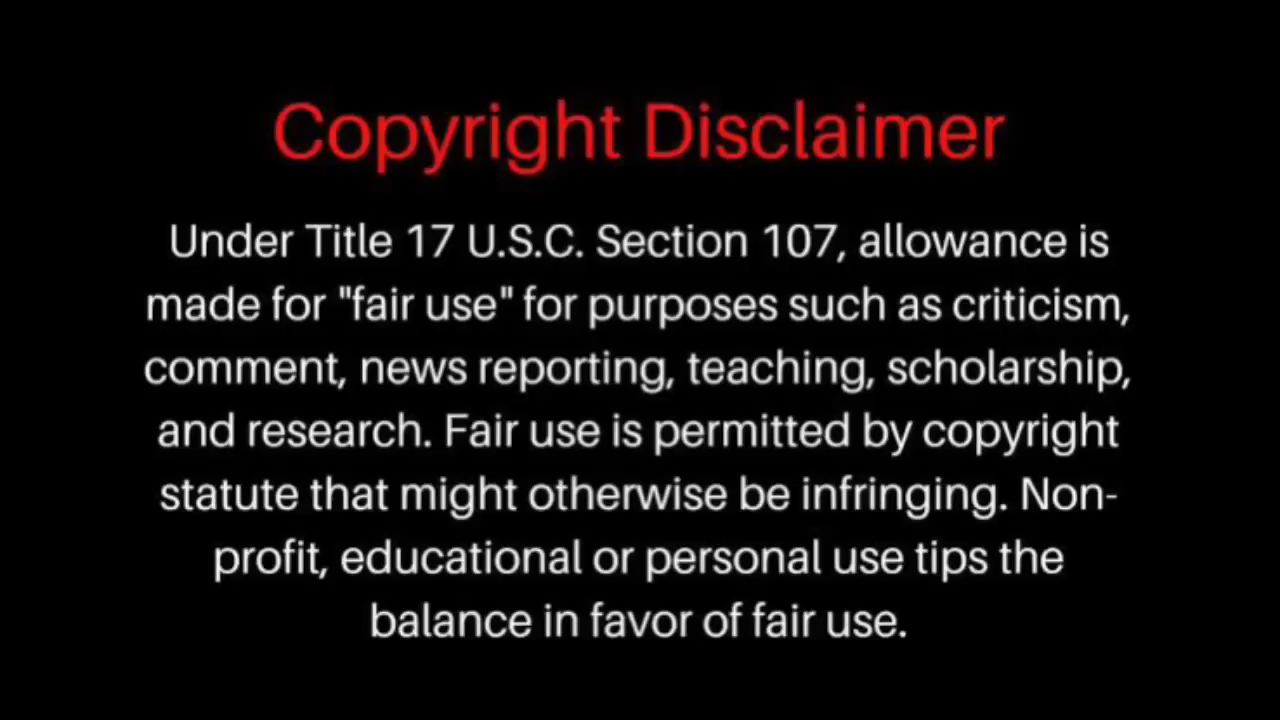 Copyright Disclaimer
Under Title 17 U.S.C. Section 107, allowance is
made for "fair use" for purposes such as criticism,
comment, news reporting, teaching, scholarship,
and research. Fair use is permitted by copyright
statute that might otherwise be infringing. Non-
profit, educational or personal use tips the
balance in favor of fair use.